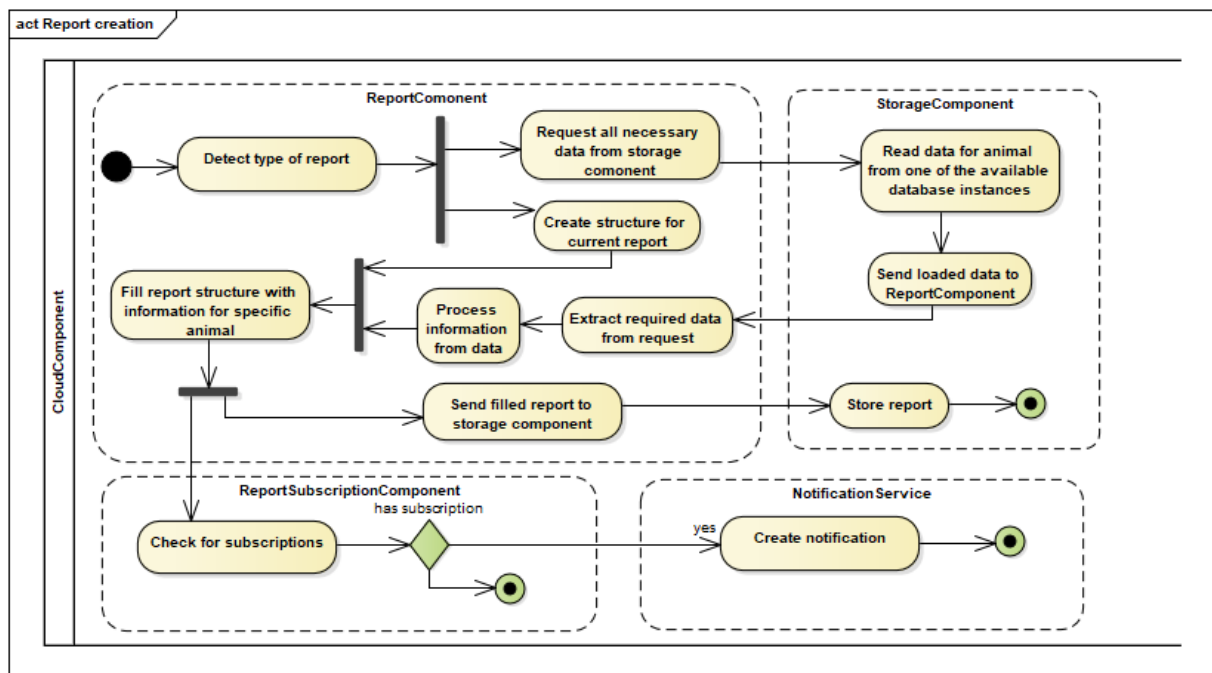 act Report creation
CloudComponent
ReportComonent
Detect type of report
Request all necessary
data from storage
comonent
Create structure for
current report
StorageComponent
Read data for animal
from one of the available
database instances
Send loaded data to
ReportComponent
Fill report structure with
information for specific
animal
Process
information
from data
Extract required data
from request
Send filled report to
storage component
Store report
ReportSubscriptionComponent
has subscription
Check for subscriptions
NotificationService
yes
Create notification